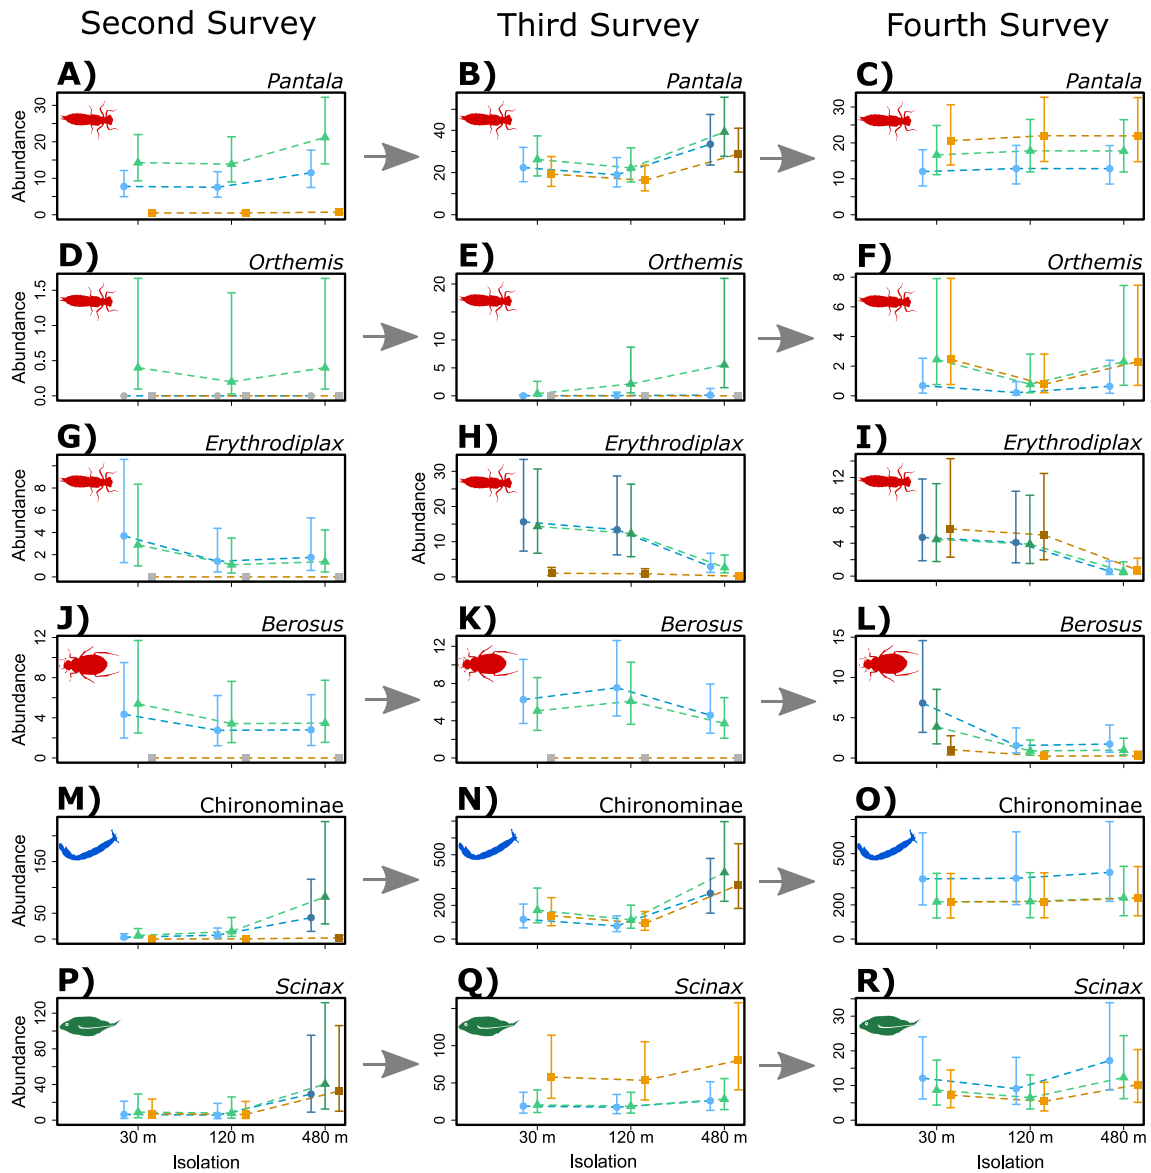 Second Survey Third Survey Fourth Survey
A) Pantala B) Pantala C) Pantala
Abundance
0 10 20 30
0 20 40
0 10 20 30
D) Orthemis E) Orthemis F) Orthemis
Abundance
0.0 0.5 1.0 1.5
0 5 10 15 20
0 2 4 6 8
G) Erythrodiplax H) Erythrodiplax I) Erythrodiplax
Abundance Abundance
0 2 4 8
0 10 20 30
0 4 8 12
J) Berosus K) Berosus L) Berosus
Abundance
0 4 8 12
0 4 8 12
0 5 10 15
M) Chironominae N) Chironominae O) Chironominae
Abundance
0 50 150
0 200 500
0 200 500
P) Scinax Q) Scinax R) Scinax
Abundance
0 40 80 120
0 50 100
0 10 20 30
30 m 120 m 480 m 30 m 120 m 480 m 30 m 120 m 480 m
Isolation Isolation Isolation